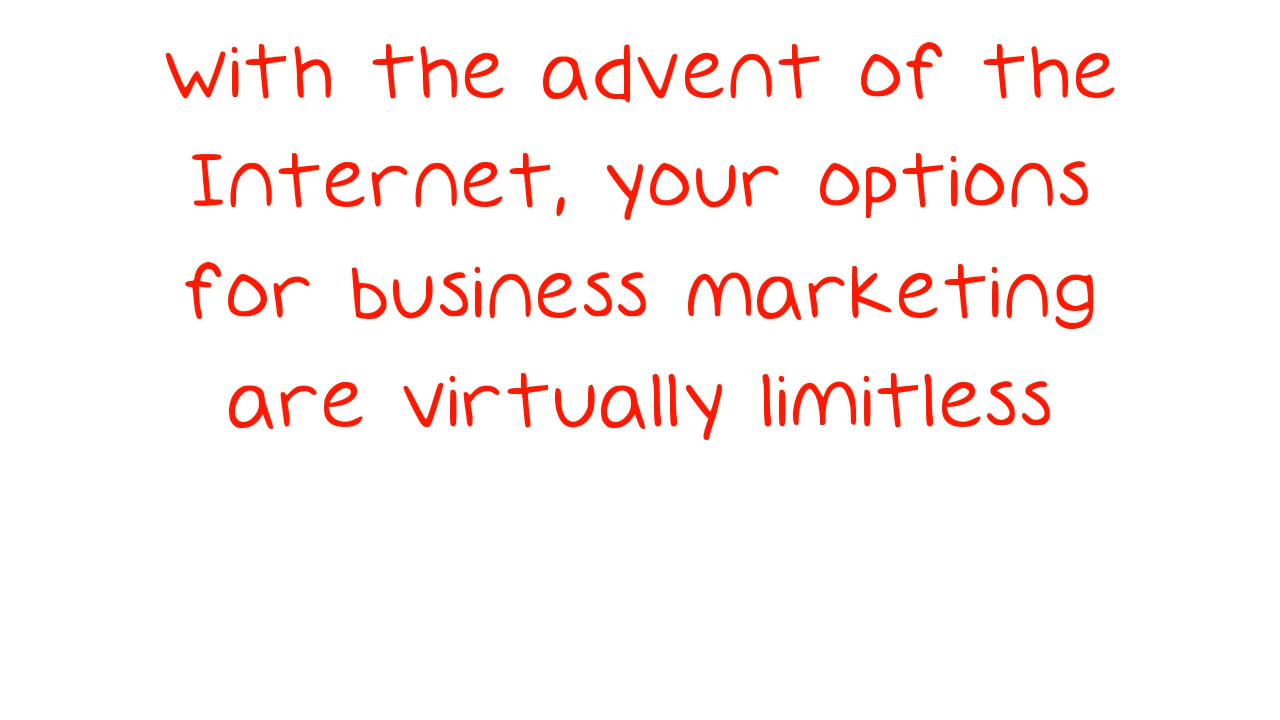 With the advent of the
Internet, your options
for business marketing
are virtually limitless